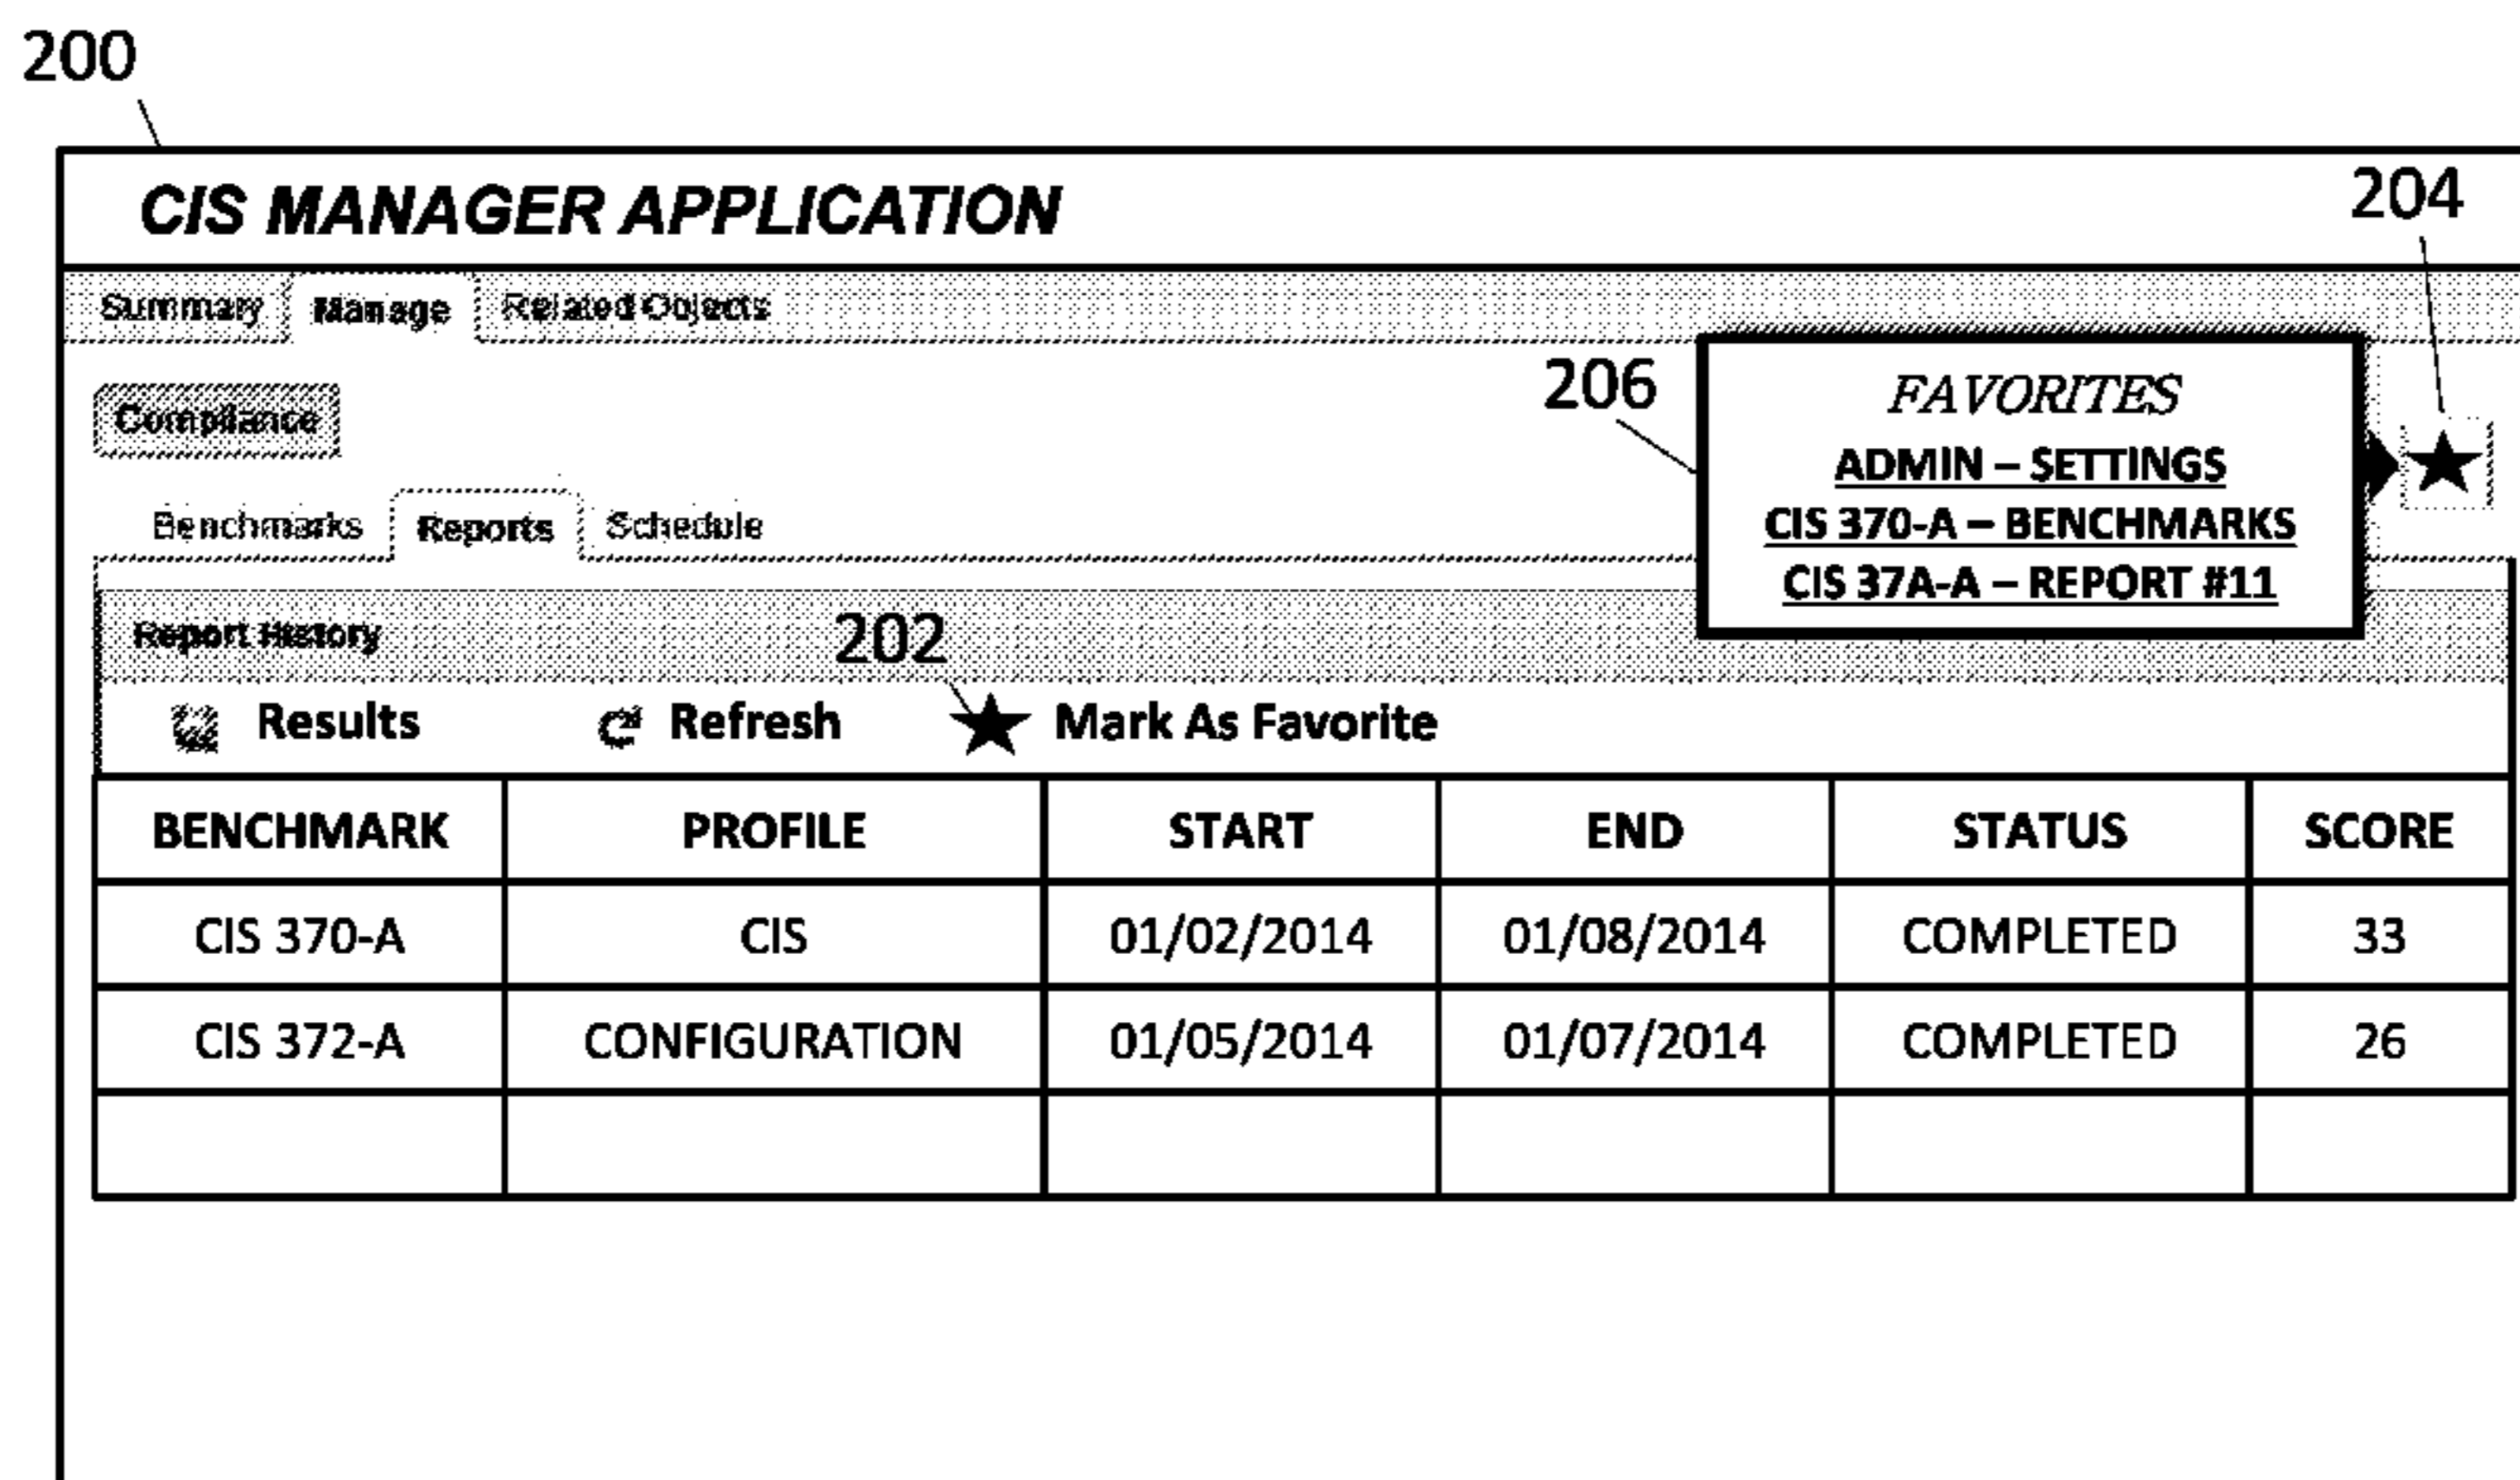 200
CIS MANAGER APPLICATION
204
Summary Manage Related Objects
206
FAVORITES
Compliance
ADMIN – SETTINGS
CIS 370-A – BENCHMARKS
Benchmarks Reports Schedule
CIS 37A-A – REPORT #11
Report History
202
Results Refresh Mark As Favorite
BENCHMARK PROFILE START END STATUS SCORE
CIS 370-A CIS 01/02/2014 01/08/2014 COMPLETED 33
CIS 372-A CONFIGURATION 01/05/2014 01/07/2014 COMPLETED 26